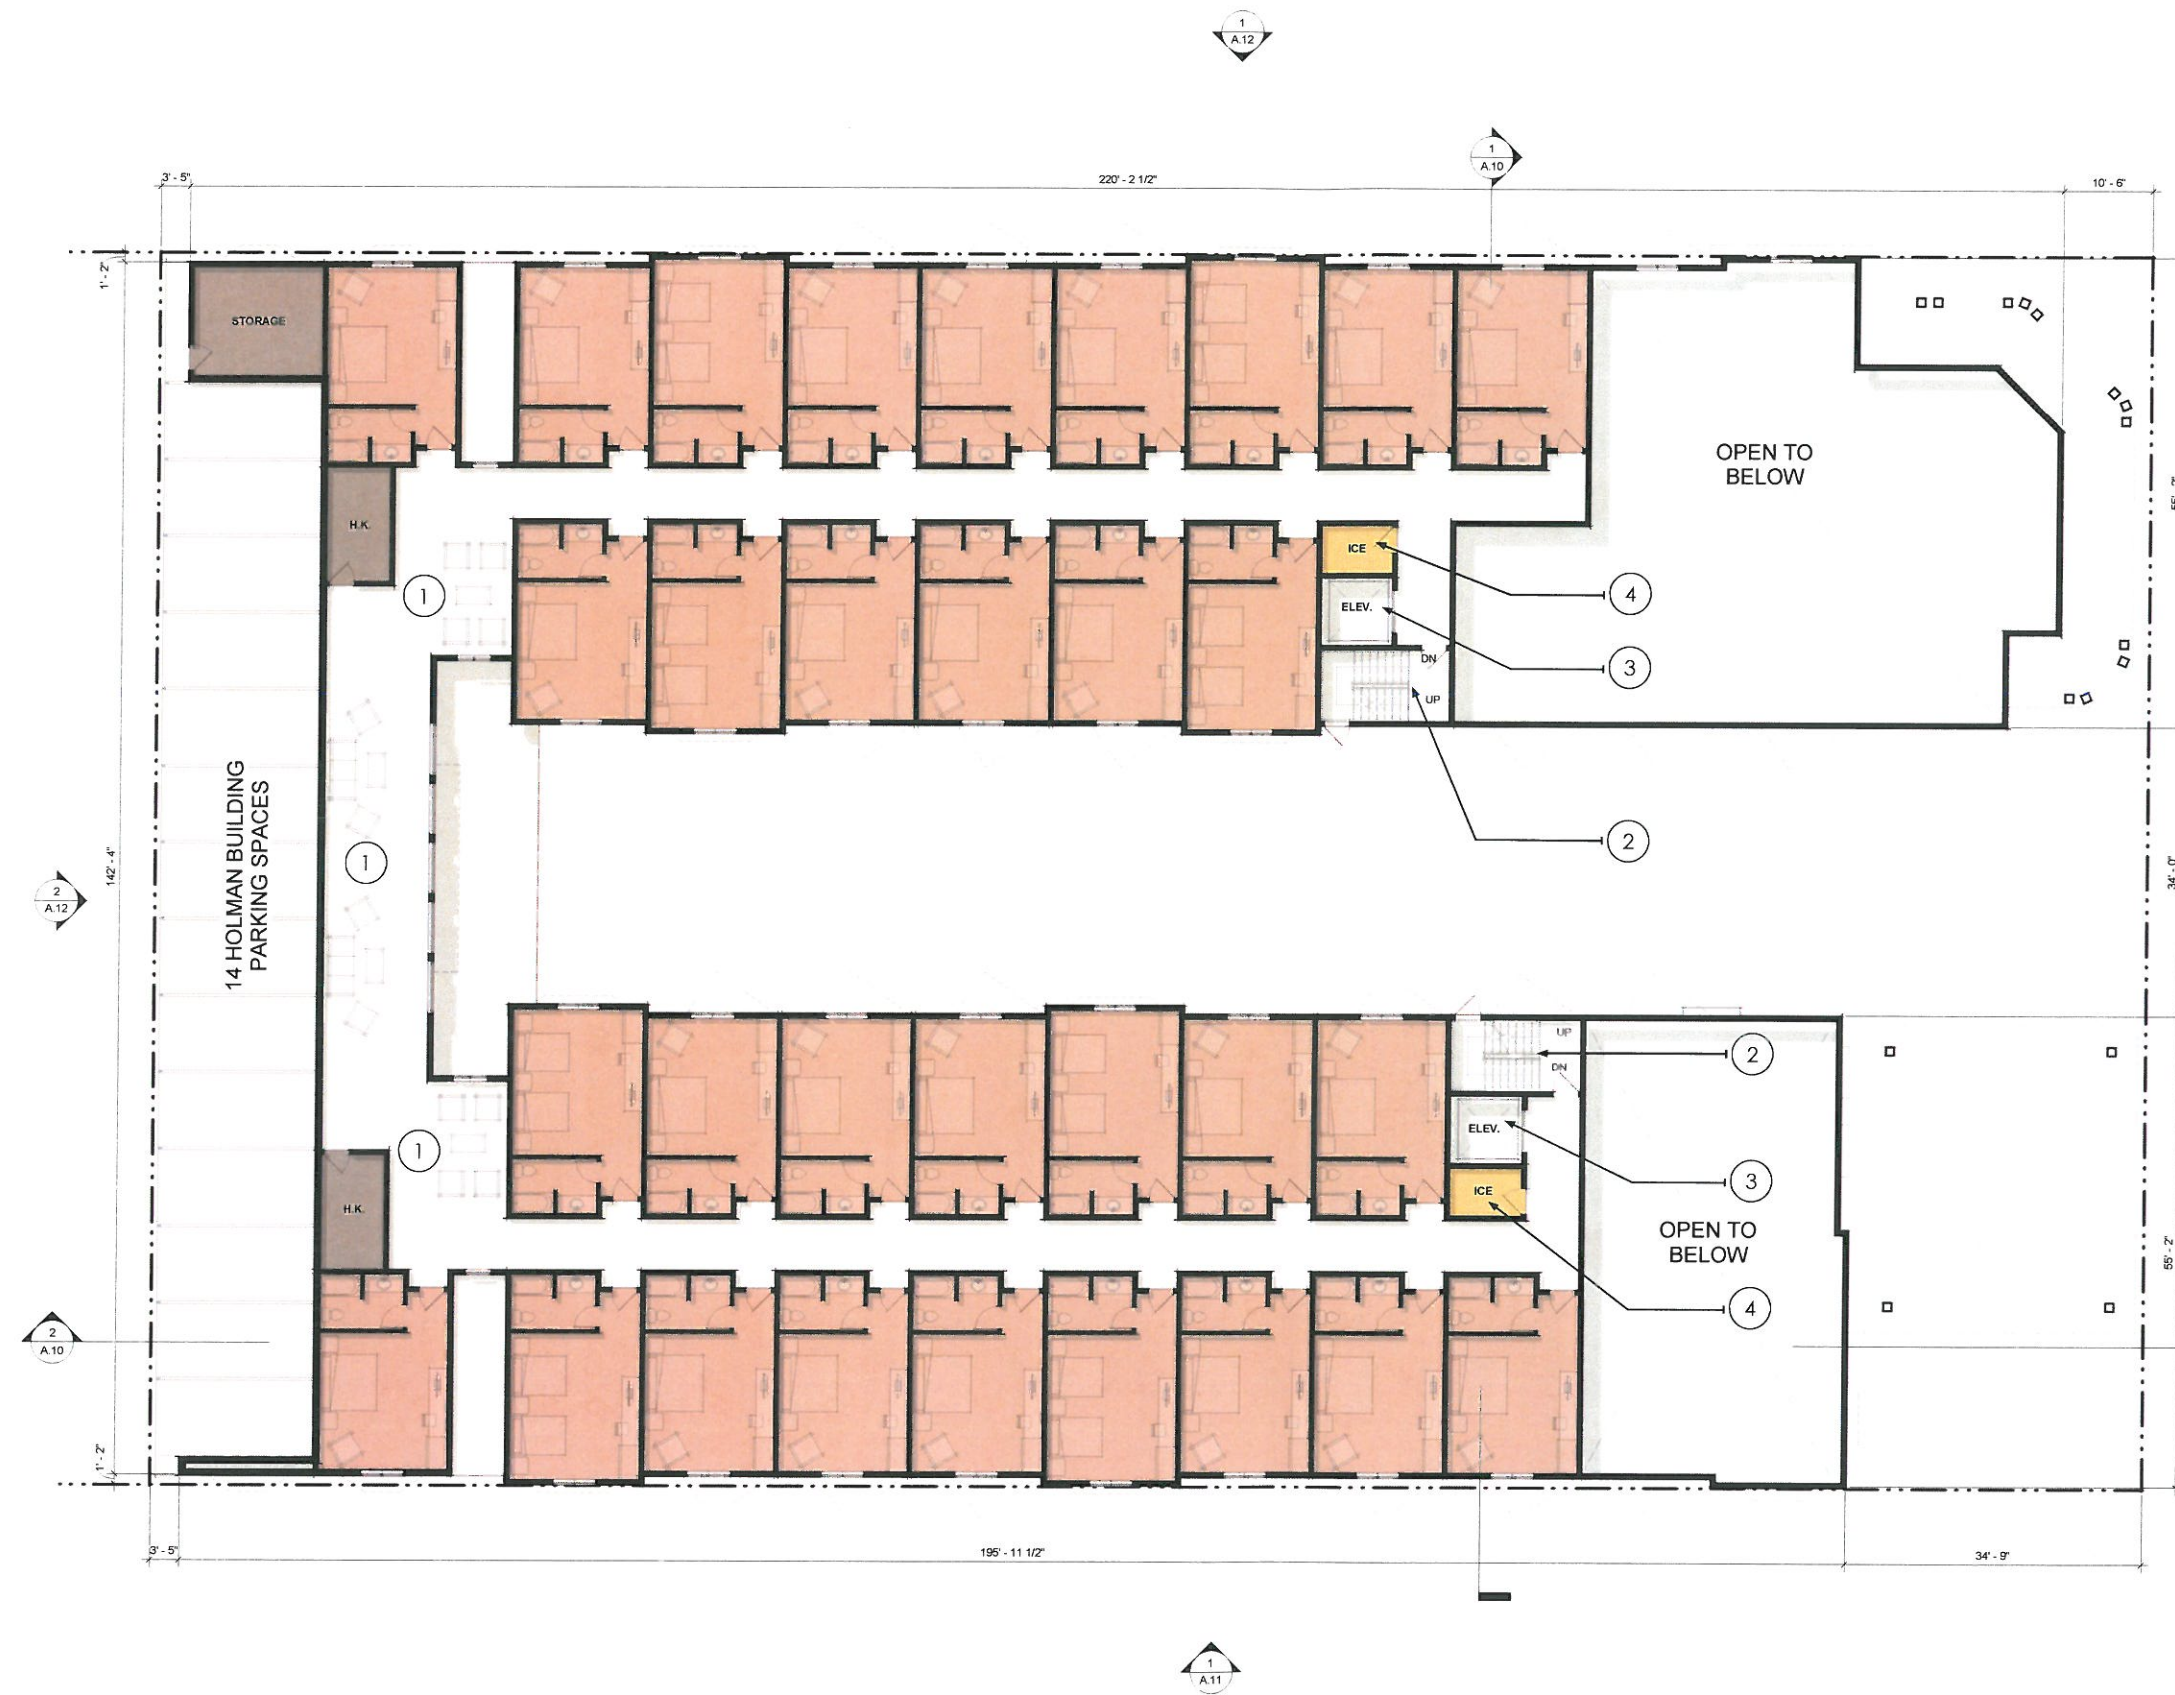 1
A.12
1
A.10
3' - 5"
220' - 2 1/2"
10' - 6"
1' - 2"
STORAGE
OPEN TO
BELOW
H.K.
ICE
4
1
ELEV.
3
DN
UP
2
14 HOLMAN BUILDING
PARKING SPACES
142' - 4"
1
2
A.12
34' - 0"
UP
2
DN
ELEV.
1
3
ICE
H.K.
OPEN TO
BELOW
55' - 2"
4
2
A.10
1' - 2"
3' - 5"
195' - 11 1/2"
34' - 9"
1
A.11